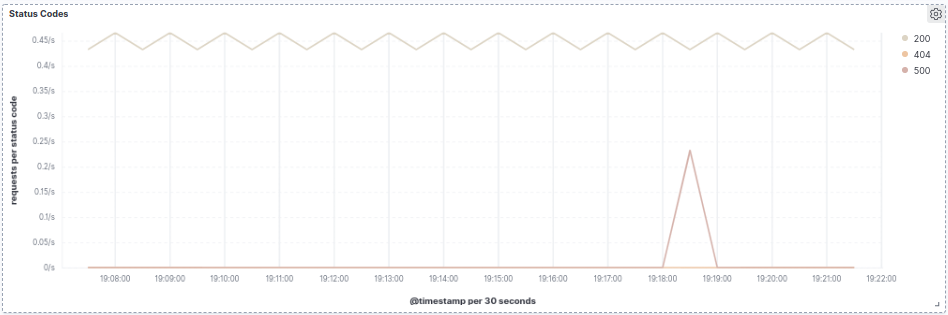 Status Codes
200
404
500
0.45/s
0.4/s
0.35/s
0.3/s
0.25/s
0.2/s
0.15/s
0.1/s
0.05/s
0/s
requests per status code
19:08:00 19:09:00 19:10:00 19:11:00 19:12:00 19:13:00 19:14:00 19:15:00 19:16:00 19:17:00 19:18:00 19:19:00 19:20:00 19:21:00 19:22:00
@timestamp per 30 seconds